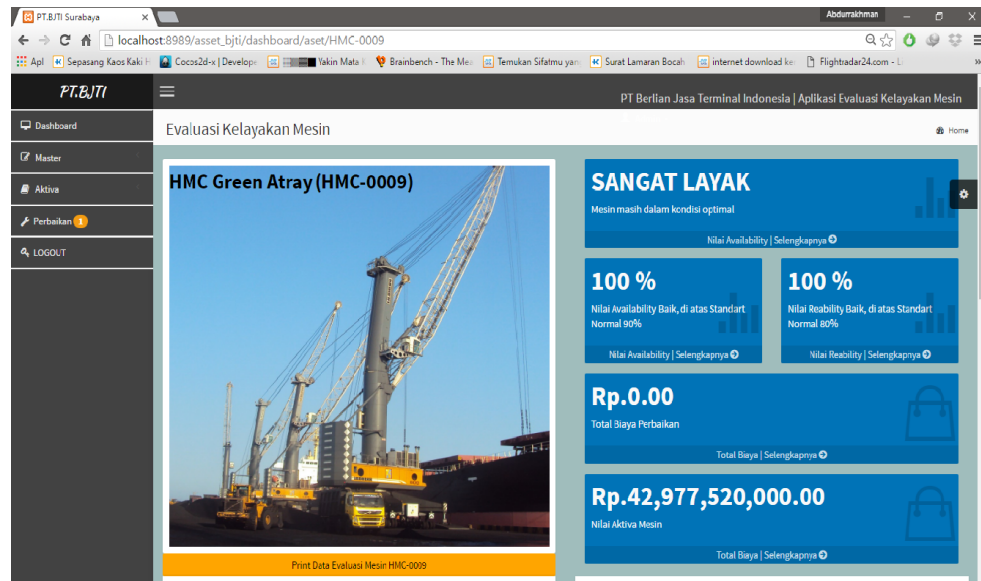 PT.BJTI Surabaya
Abdurrakhman
localhost:8989/asset_bjti/dashboard/aset/HMC-0009
Apl Sepasang Kaos Kaki H Cocos2d-x | Develope Yakin Mata Brainbench - The Mea Temukan Sifatmu yan Surat Lamaran Bocah internet download ke Flightradar24.com - L
PT.BJTI
PT Berlian Jasa Terminal Indonesia | Aplikasi Evaluasi Kelayakan Mesin
Dashboard
Master
Aktiva
Perbaikan 1
LOGOUT
Evaluasi Kelayakan Mesin
Home
HMC Green Atray (HMC-0009)
Print Data Evaluasi Mesin HMC-0009
SANGAT LAYAK
Mesin masih dalam kondisi optimal
Nilai Availability | Selengkapnya
100 %
Nilai Availability Baik, di atas Standart
Normal 90%
Nilai Availability | Selengkapnya
100 %
Nilai Reability Baik, di atas Standart
Normal 80%
Nilai Reability | Selengkapnya
Rp.0.00
Total Biaya Perbaikan
Total Biaya | Selengkapnya
Rp.42,977,520,000.00
Nilai Aktiva Mesin
Total Biaya | Selengkapnya